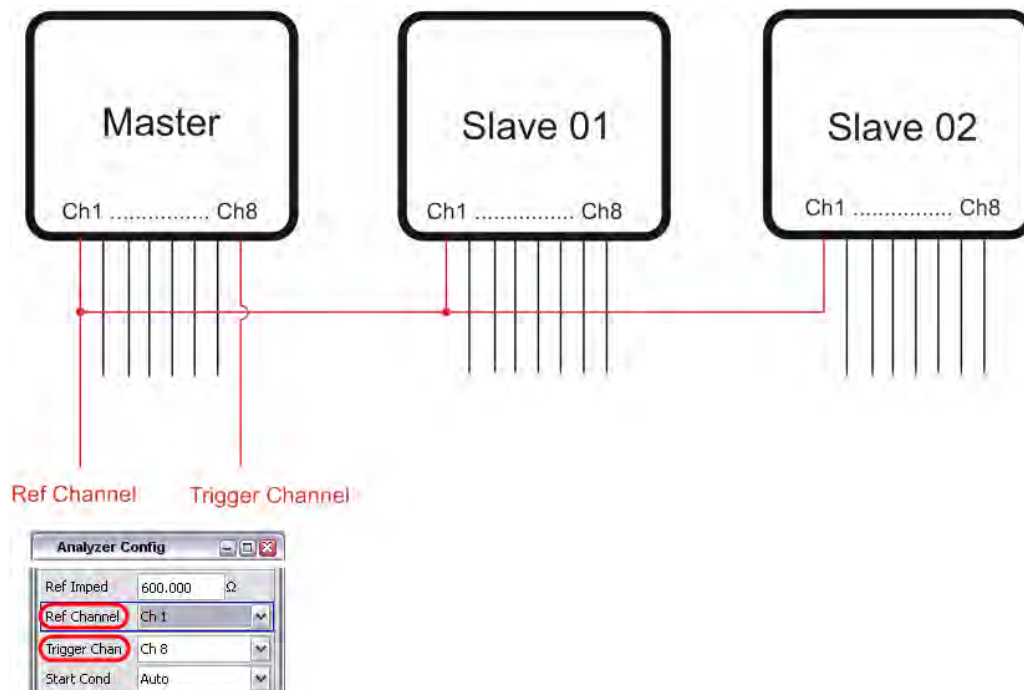 Master
Slave 01
Slave 02
Ch1 ................ Ch8
Ch1 ................ Ch8
Ch1 ................ Ch8
Ref Channel
Trigger Channel
Analyzer Config
Ref Imped 600.000 Ω
Ref Channel Ch 1
Trigger Chan Ch 8
Start Cond Auto